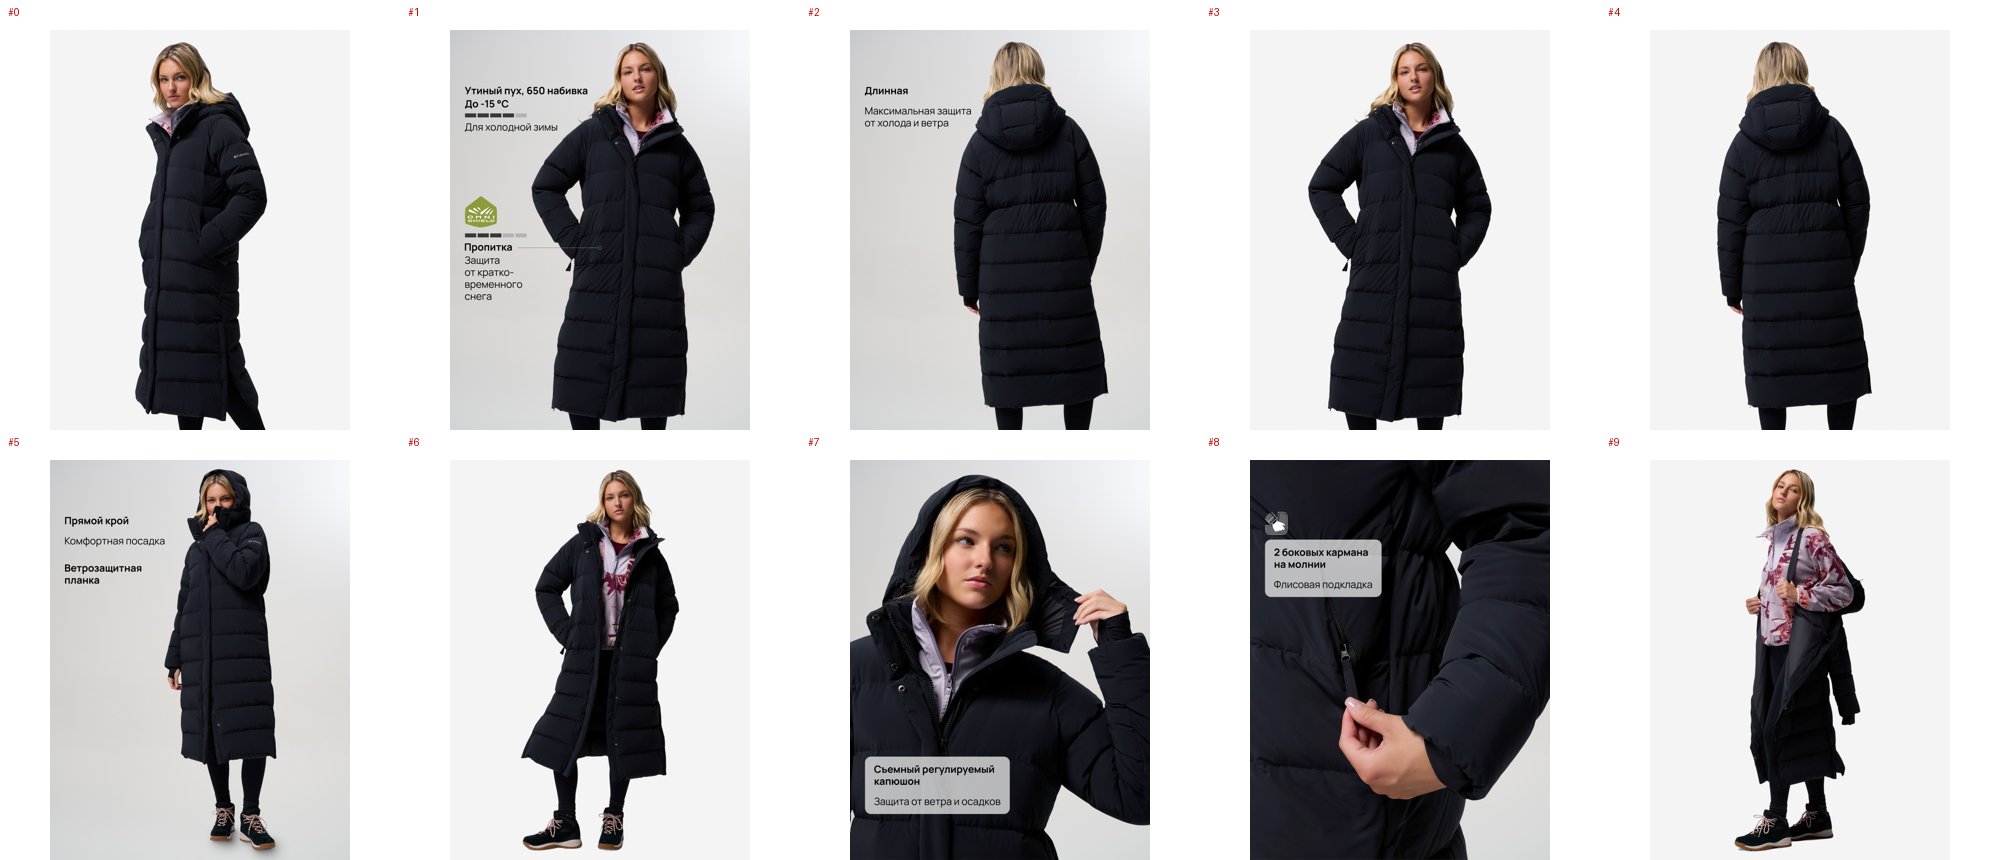 #0
#1
#2
#3
#4
Утиный пух, 650 набивка
До -15 °C
Для холодной зимы
OMNI
SHIELD
Пропитка
Защита
от кратко-
временного
снега
Длинная
Максимальная защита
от холода и ветра
#5
#6
#7
#8
#9
Прямой крой
Комфортная посадка
Ветрозащитная
планка
Съемный регулируемый
капюшон
Защита от ветра и осадков
2 боковых кармана
на молнии
Флисовая подкладка